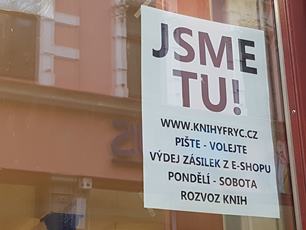 JSME
TU!
WWW.KNIHYFRYC.CZ
PIŠTE - VOLEJTE
VÝDEJ ZÁSILEK Z E-SHOPU
PONDĚLÍ - SOBOTA
ROZVOZ KNIH